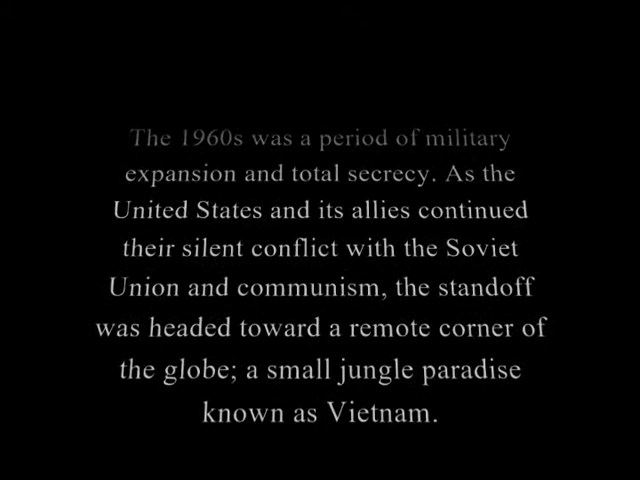 The 1960s was a period of military
expansion and total secrecy. As the
United States and its allies continued
their silent conflict with the Soviet
Union and communism, the standoff
was headed toward a remote corner of
the globe; a small jungle paradise
known as Vietnam.